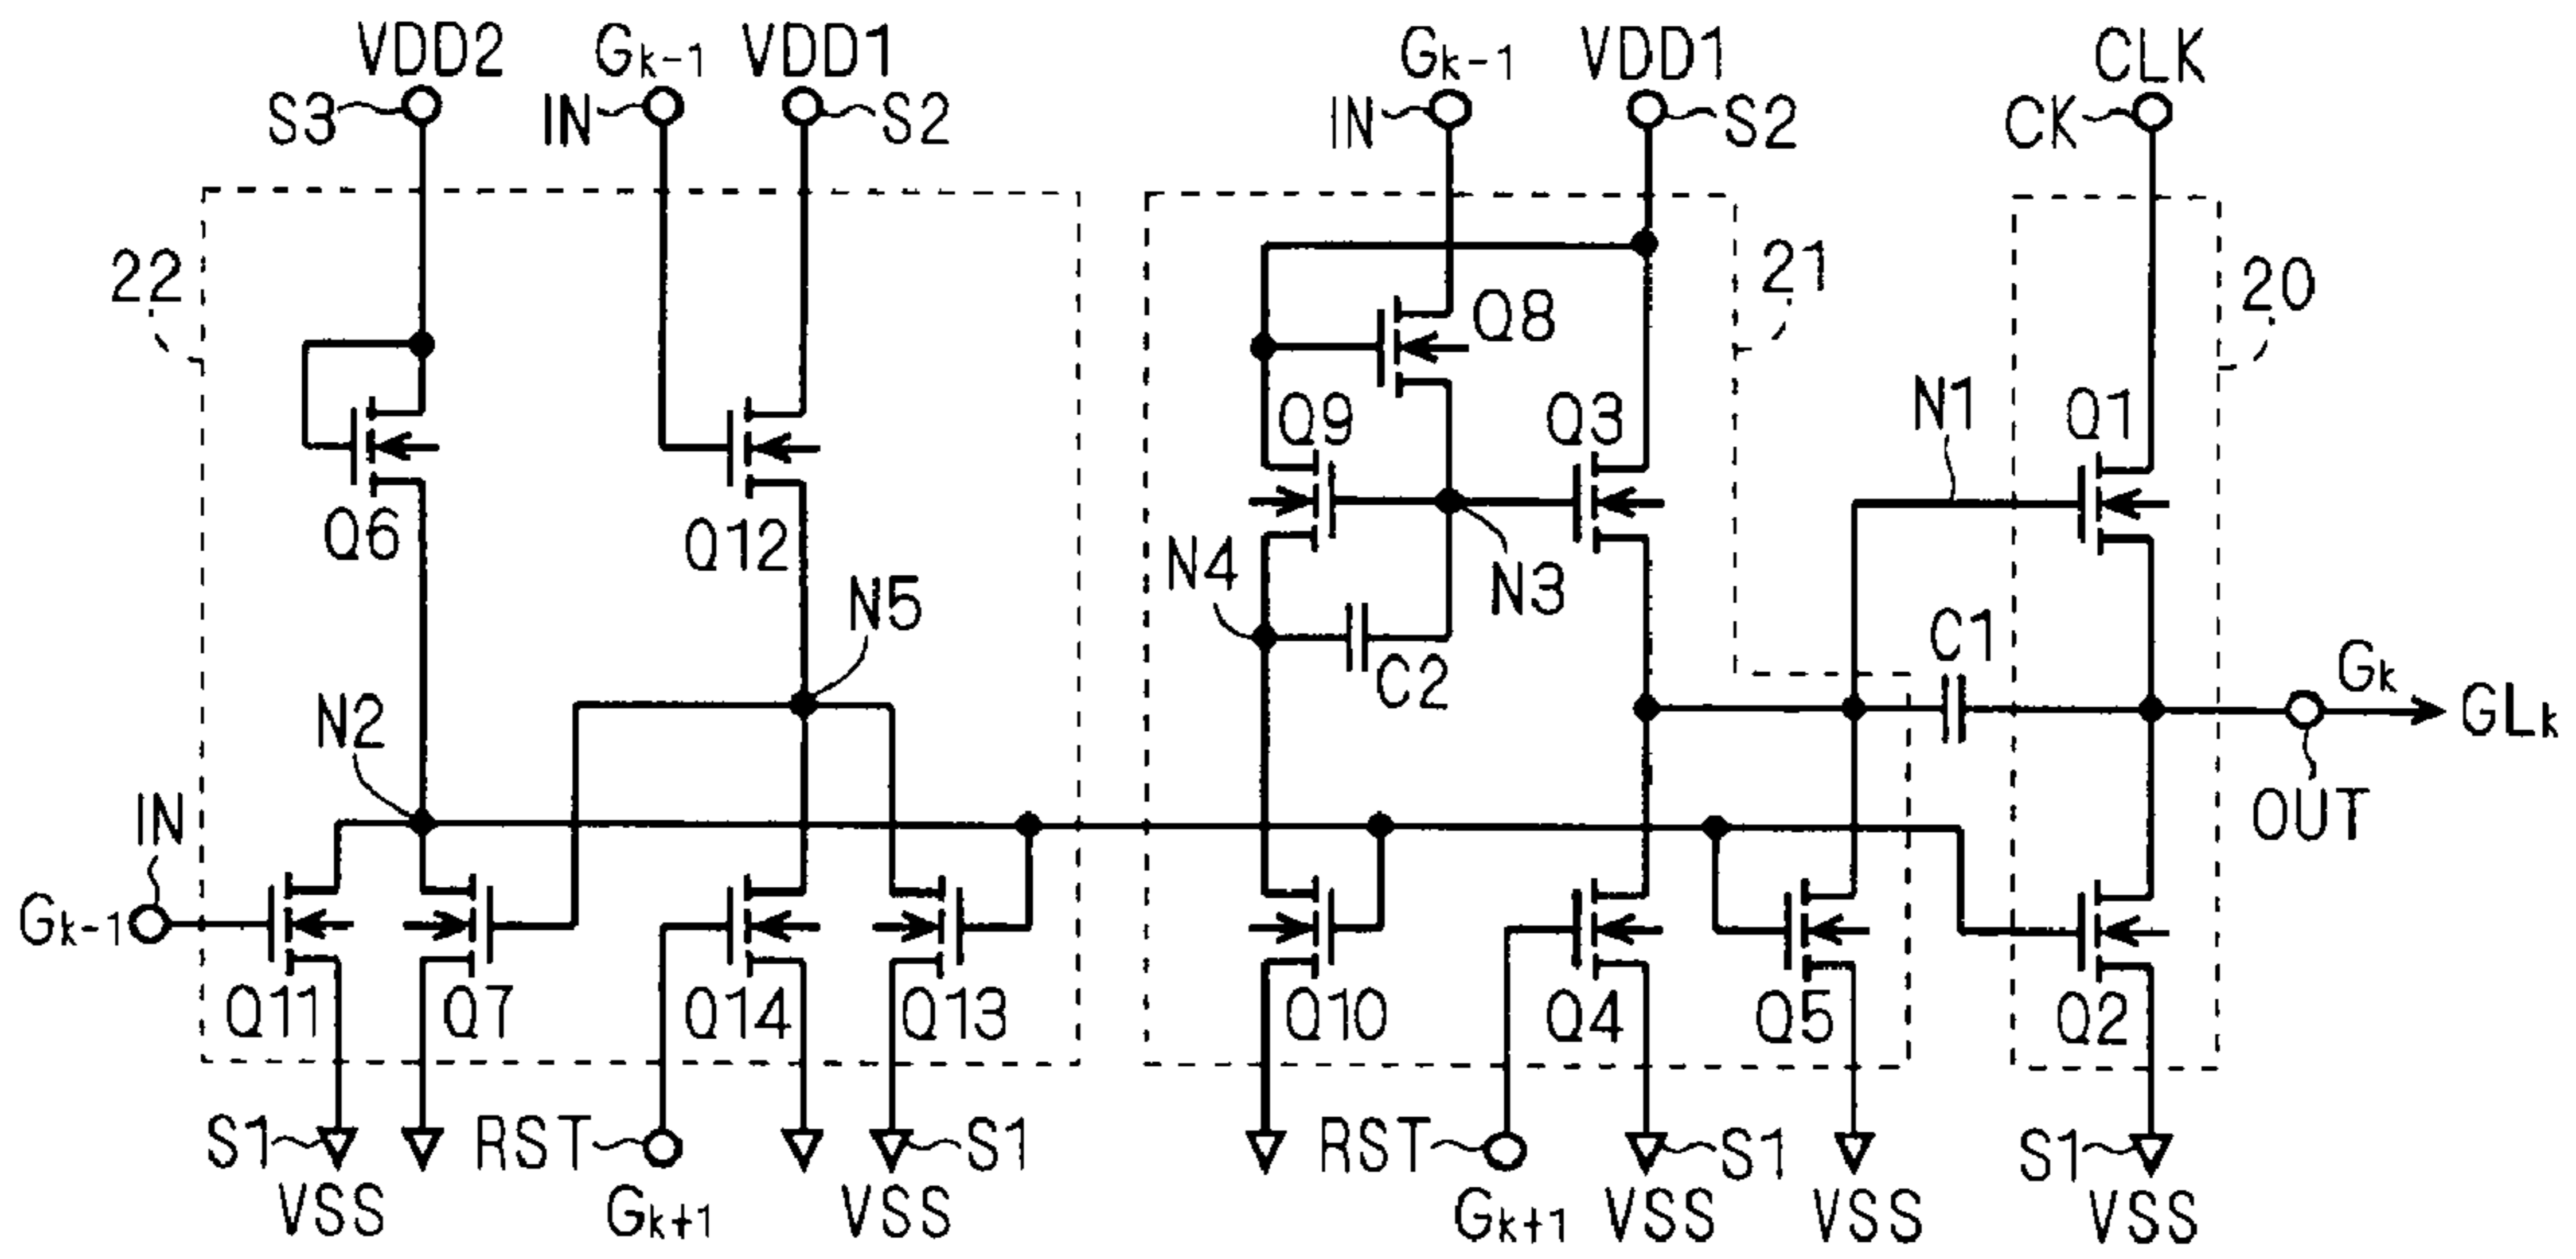 VDD2 Gk-1 VDD1 Gk-1 VDD1 CLK
S3 IN S2 IN S2 CK
22 21 20
Q8
Q9 Q3 N1 Q1
Q6 Q12 N4 N3
N5 C1
C2 Gk
N2 GLk
IN OUT
Gk-1
Q11 Q7 Q14 Q13 Q10 Q4 Q5 Q2
S1 RST S1 RST S1 S1
VSS Gk+1 VSS Gk+1 VSS VSS VSS